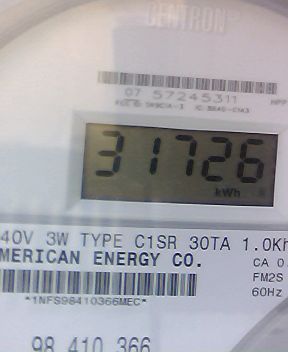 CENTRON
07 57245311
31726
kWh
40V 3W TYPE C1SR 30TA 1.0Kh
MERICAN ENERGY CO.
CA 0.
FM2S
60Hz
*1NFS98410366MEC*
98 410 366